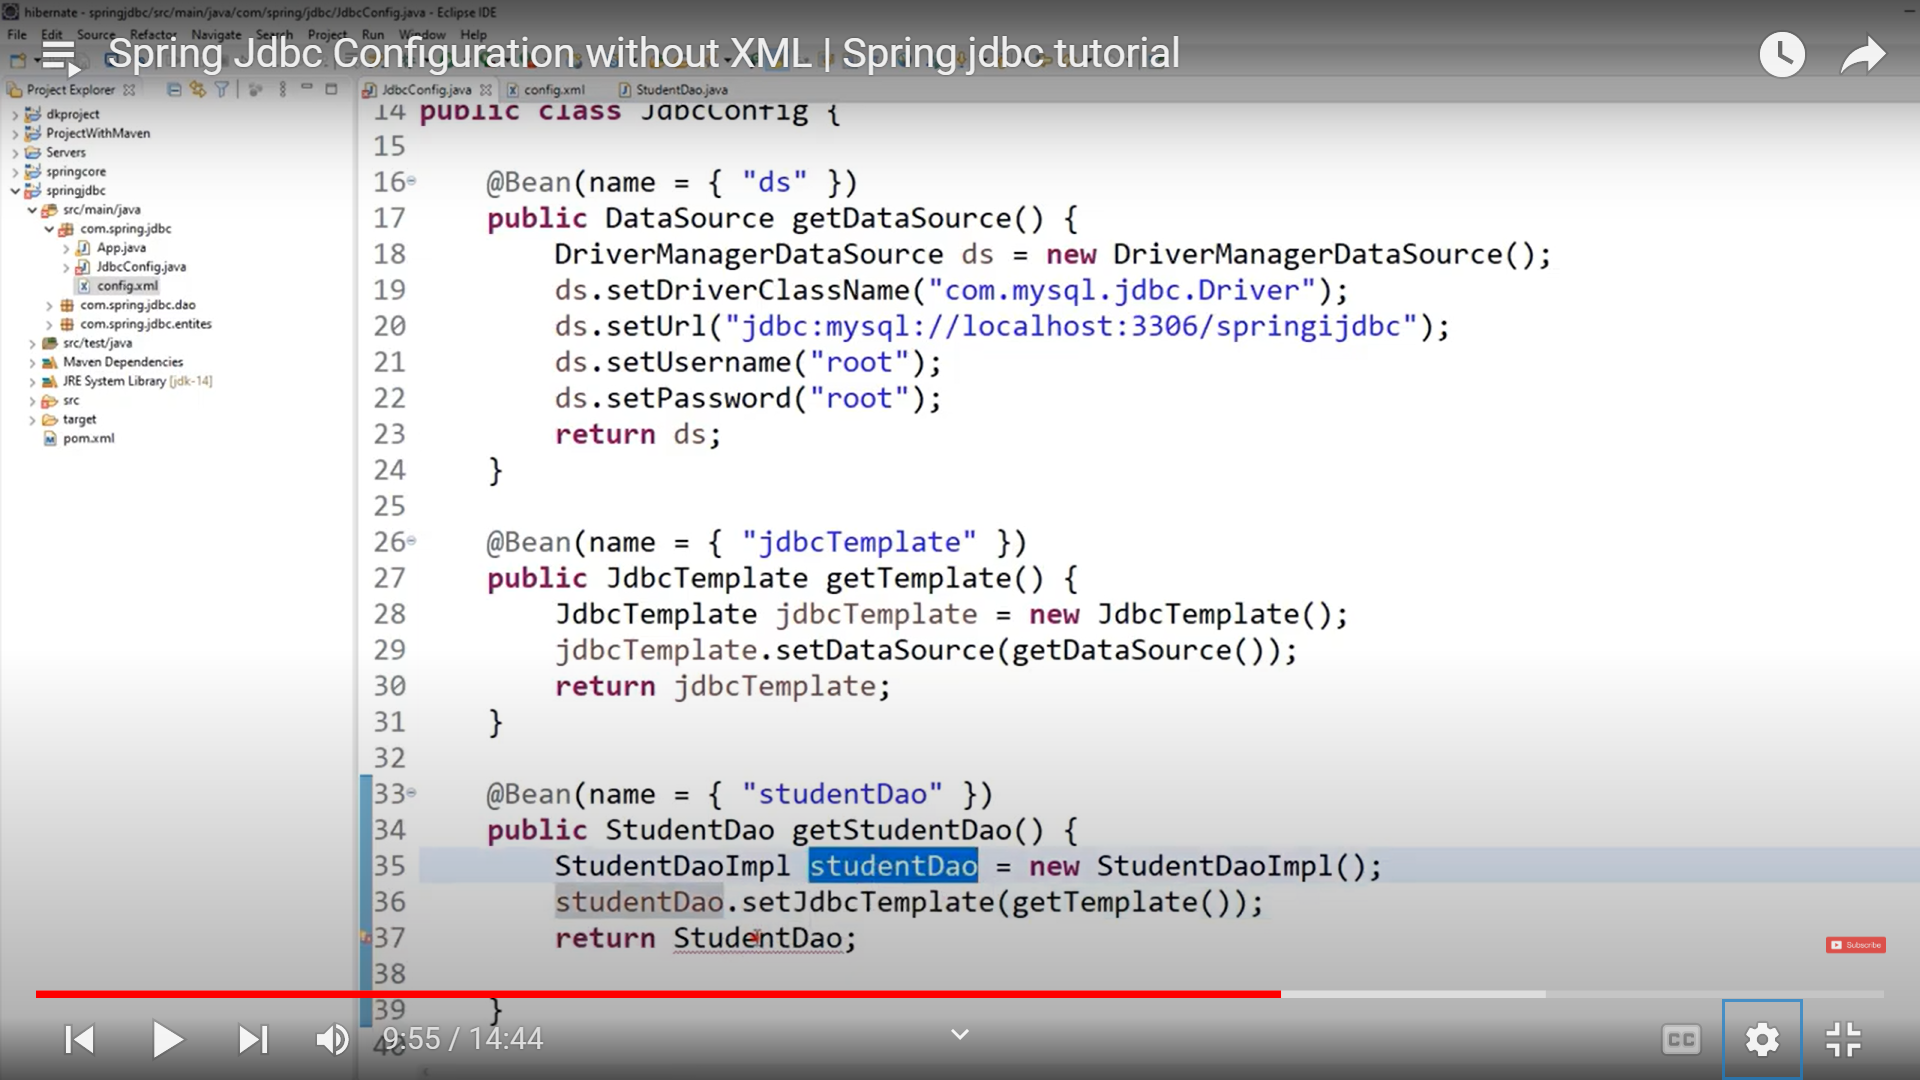 hibernate - springjdbc/src/main/java/com/spring/jdbc/JdbcConfig.java - Eclipse IDE
File Edit Source Refactor Navigate Search Project Run Window Help
Spring Jdbc Configuration without XML | Spring jdbc tutorial
Project Explorer
JdbcConfig.java config.xml StudentDao.java
dkproject
ProjectWithMaven
Servers
springcore
springjdbc
src/main/java
com.spring.jdbc
App.java
JdbcConfig.java
config.xml
com.spring.jdbc.dao
com.spring.jdbc.entites
src/test/java
Maven Dependencies
JRE System Library [jdk-14]
src
target
pom.xml
14 public class JdbcConfig {
15
16 @Bean(name = { "ds" })
17 public DataSource getDataSource() {
18 DriverManagerDataSource ds = new DriverManagerDataSource();
19 ds.setDriverClassName("com.mysql.jdbc.Driver");
20 ds.setUrl("jdbc:mysql://localhost:3306/springijdbc");
21 ds.setUsername("root");
22 ds.setPassword("root");
23 return ds;
24 }
25
26 @Bean(name = { "jdbcTemplate" })
27 public JdbcTemplate getTemplate() {
28 JdbcTemplate jdbcTemplate = new JdbcTemplate();
29 jdbcTemplate.setDataSource(getDataSource());
30 return jdbcTemplate;
31 }
32
33 @Bean(name = { "studentDao" })
34 public StudentDao getStudentDao() {
35 StudentDaoImpl studentDao = new StudentDaoImpl();
36 studentDao.setJdbcTemplate(getTemplate());
37 return StudentDao;
38
39 }
40
Subscribe
9:55 / 14:44
CC